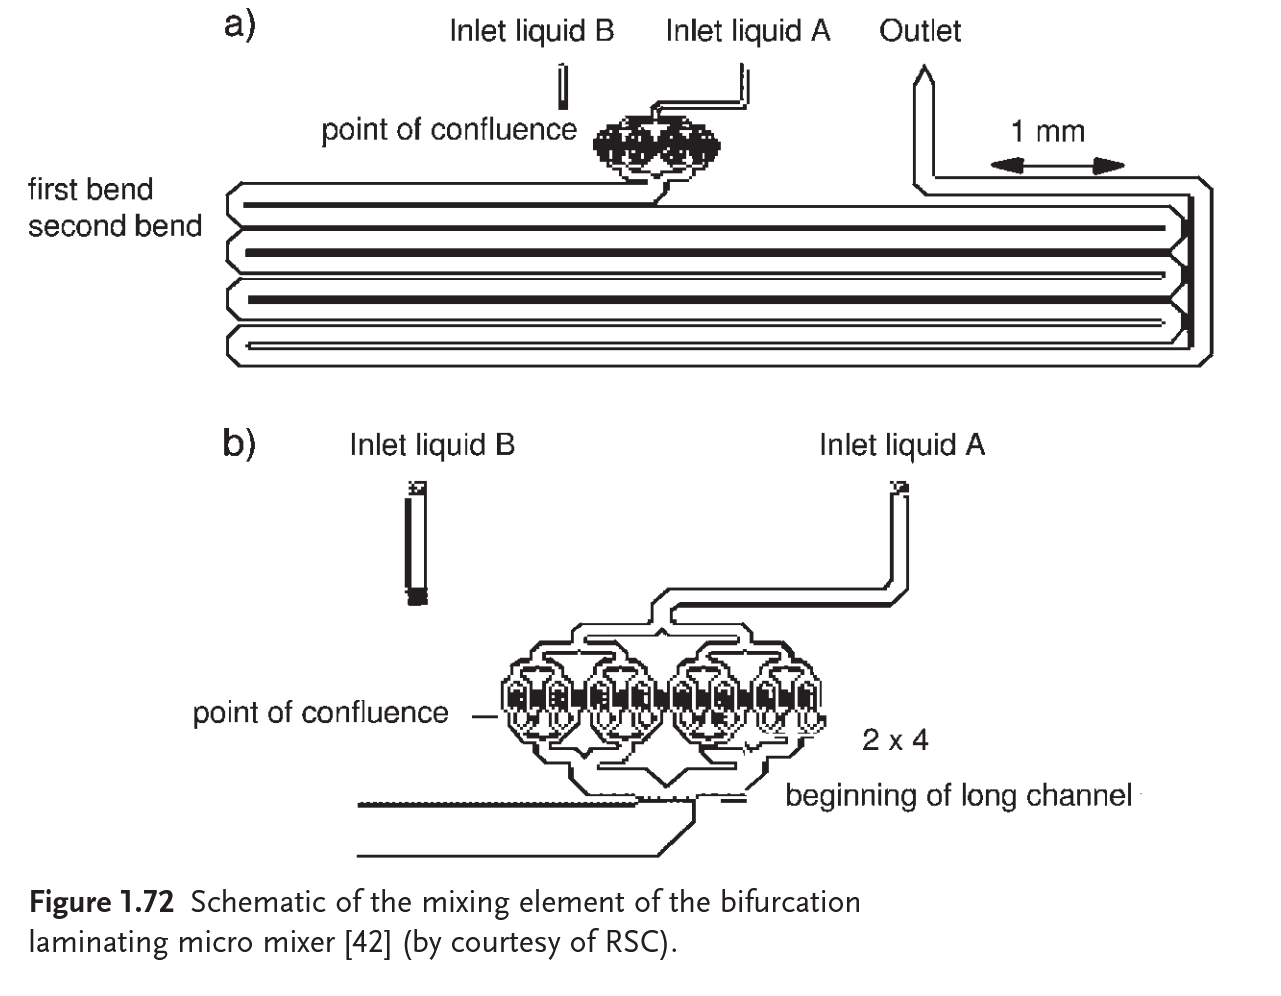 a)
Inlet liquid B Inlet liquid A Outlet
point of confluence
1 mm
first bend
second bend
b)
Inlet liquid B Inlet liquid A
point of confluence
2 x 4
beginning of long channel
Figure 1.72 Schematic of the mixing element of the bifurcation
laminating micro mixer [42] (by courtesy of RSC).